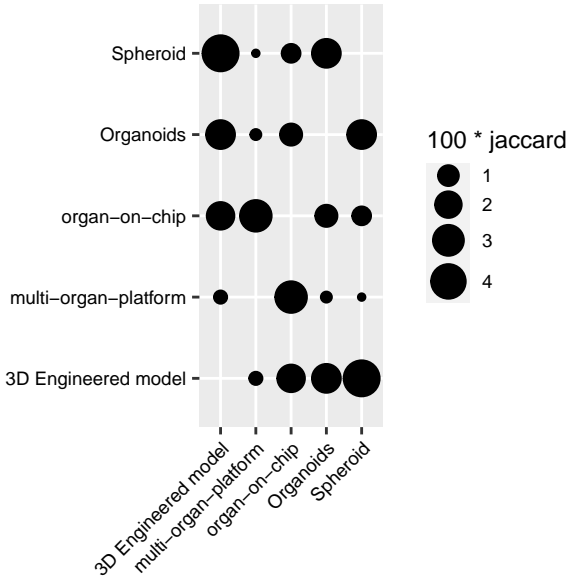 Spheroid
Organoids
organ−on−chip
multi−organ−platform
3D Engineered model
3D Engineered model
multi−organ−platform
organ−on−chip
Organoids
Spheroid
100 * jaccard
1
2
3
4